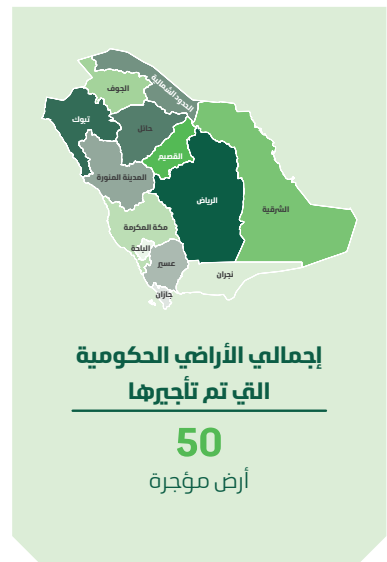 الحدود الشمالية
الجوف
تبوك
حائل
القصيم
المدينة المنورة
الرياض
الشرقية
مكة المكرمة
الباحة
عسير
نجران
جازان
إجمالي الأراضي الحكومية
التي تم تأجيرها
50
أرض مؤجرة